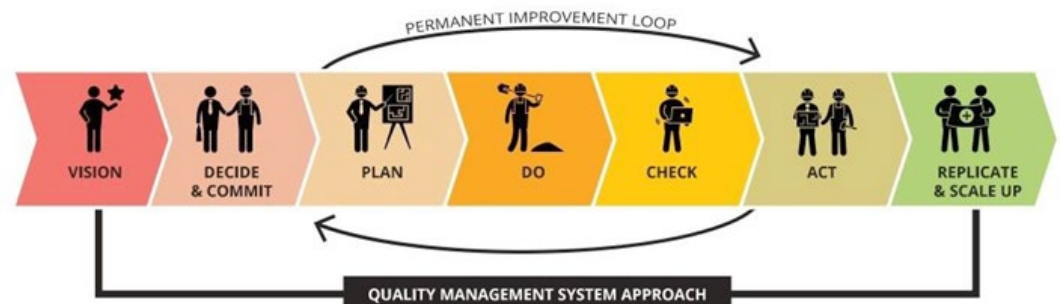 PERMANENT IMPROVEMENT LOOP
VISION
DECIDE
& COMMIT
PLAN
DO
CHECK
ACT
REPLICATE
& SCALE UP
QUALITY MANAGEMENT SYSTEM APPROACH